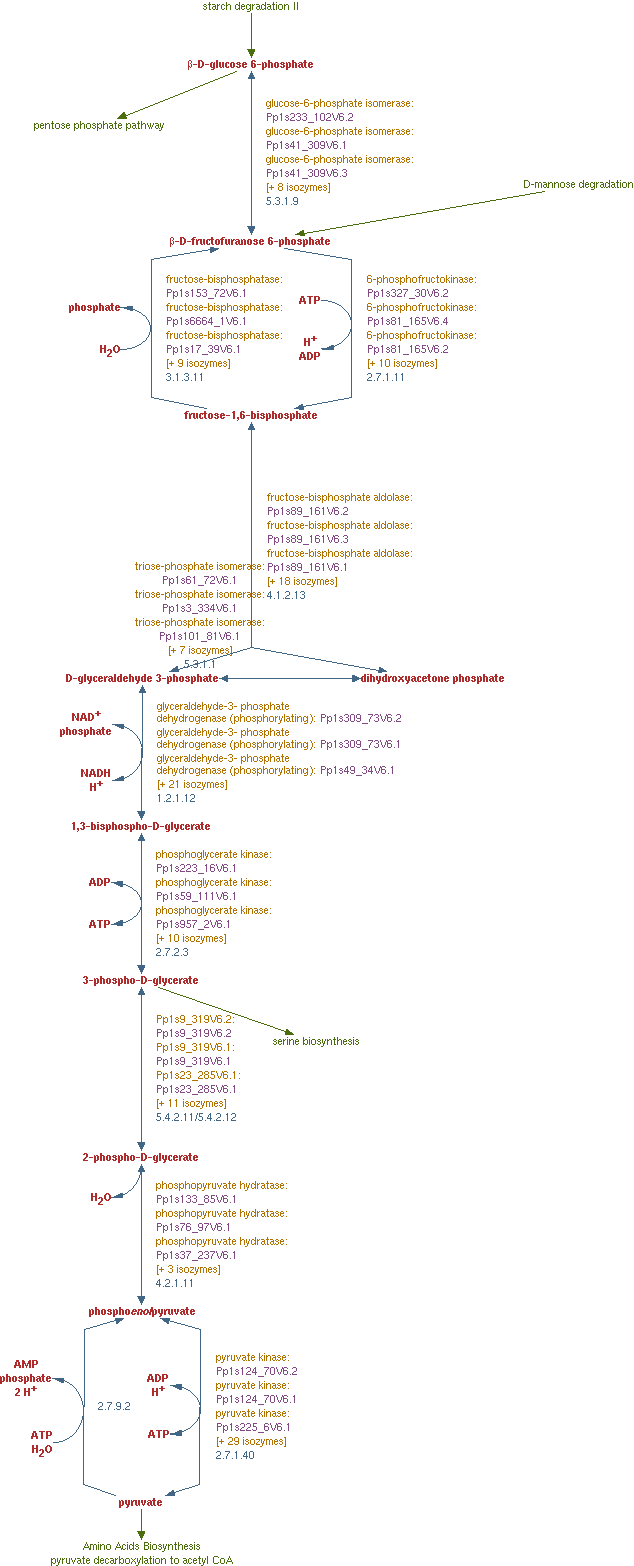 starch degradation II
β-D-glucose 6-phosphate
pentose phosphate pathway
glucose-6-phosphate isomerase:
Pp1s233_102V6.2
glucose-6-phosphate isomerase:
Pp1s41_309V6.1
glucose-6-phosphate isomerase:
Pp1s41_309V6.3
[+ 8 isozymes]
5.3.1.9
D-mannose degradation
β-D-fructofuranose 6-phosphate
phosphate
H2O
fructose-bisphosphatase:
Pp1s153_72V6.1
fructose-bisphosphatase:
Pp1s6664_1V6.1
fructose-bisphosphatase:
Pp1s17_39V6.1
[+ 9 isozymes]
3.1.3.11
ATP
H+
ADP
6-phosphofructokinase:
Pp1s327_30V6.2
6-phosphofructokinase:
Pp1s81_165V6.4
6-phosphofructokinase:
Pp1s81_165V6.2
[+ 10 isozymes]
2.7.1.11
fructose-1,6-bisphosphate
fructose-bisphosphate aldolase:
Pp1s89_161V6.2
fructose-bisphosphate aldolase:
Pp1s89_161V6.3
fructose-bisphosphate aldolase:
Pp1s89_161V6.1
[+ 18 isozymes]
4.1.2.13
triose-phosphate isomerase:
Pp1s61_72V6.1
triose-phosphate isomerase:
Pp1s3_334V6.1
triose-phosphate isomerase:
Pp1s101_81V6.1
[+ 7 isozymes]
5.3.1.1
D-glyceraldehyde 3-phosphate
dihydroxyacetone phosphate
NAD+
phosphate
NADH
H+
glyceraldehyde-3- phosphate
dehydrogenase (phosphorylating): Pp1s309_73V6.2
glyceraldehyde-3- phosphate
dehydrogenase (phosphorylating): Pp1s309_73V6.1
glyceraldehyde-3- phosphate
dehydrogenase (phosphorylating): Pp1s49_34V6.1
[+ 21 isozymes]
1.2.1.12
1,3-bisphospho-D-glycerate
ADP
ATP
phosphoglycerate kinase:
Pp1s223_16V6.1
phosphoglycerate kinase:
Pp1s59_111V6.1
phosphoglycerate kinase:
Pp1s957_2V6.1
[+ 10 isozymes]
2.7.2.3
3-phospho-D-glycerate
serine biosynthesis
Pp1s9_319V6.2:
Pp1s9_319V6.2
Pp1s9_319V6.1:
Pp1s9_319V6.1
Pp1s23_285V6.1:
Pp1s23_285V6.1
[+ 11 isozymes]
5.4.2.11/5.4.2.12
2-phospho-D-glycerate
H2O
phosphopyruvate hydratase:
Pp1s133_85V6.1
phosphopyruvate hydratase:
Pp1s76_97V6.1
phosphopyruvate hydratase:
Pp1s37_237V6.1
[+ 3 isozymes]
4.2.1.11
phosphoenolpyruvate
AMP
phosphate
2 H+
ATP
H2O
2.7.9.2
ADP
H+
ATP
pyruvate kinase:
Pp1s124_70V6.2
pyruvate kinase:
Pp1s124_70V6.1
pyruvate kinase:
Pp1s225_6V6.1
[+ 29 isozymes]
2.7.1.40
pyruvate
Amino Acids Biosynthesis
pyruvate decarboxylation to acetyl CoA